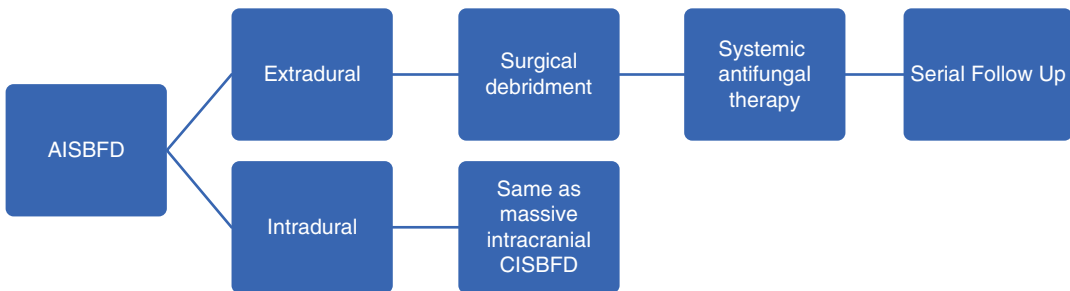 AISBFD
Extradural
Surgical
debridment
Systemic
antifungal
therapy
Serial Follow Up
Intradural
Same as
massive
intracranial
CISBFD